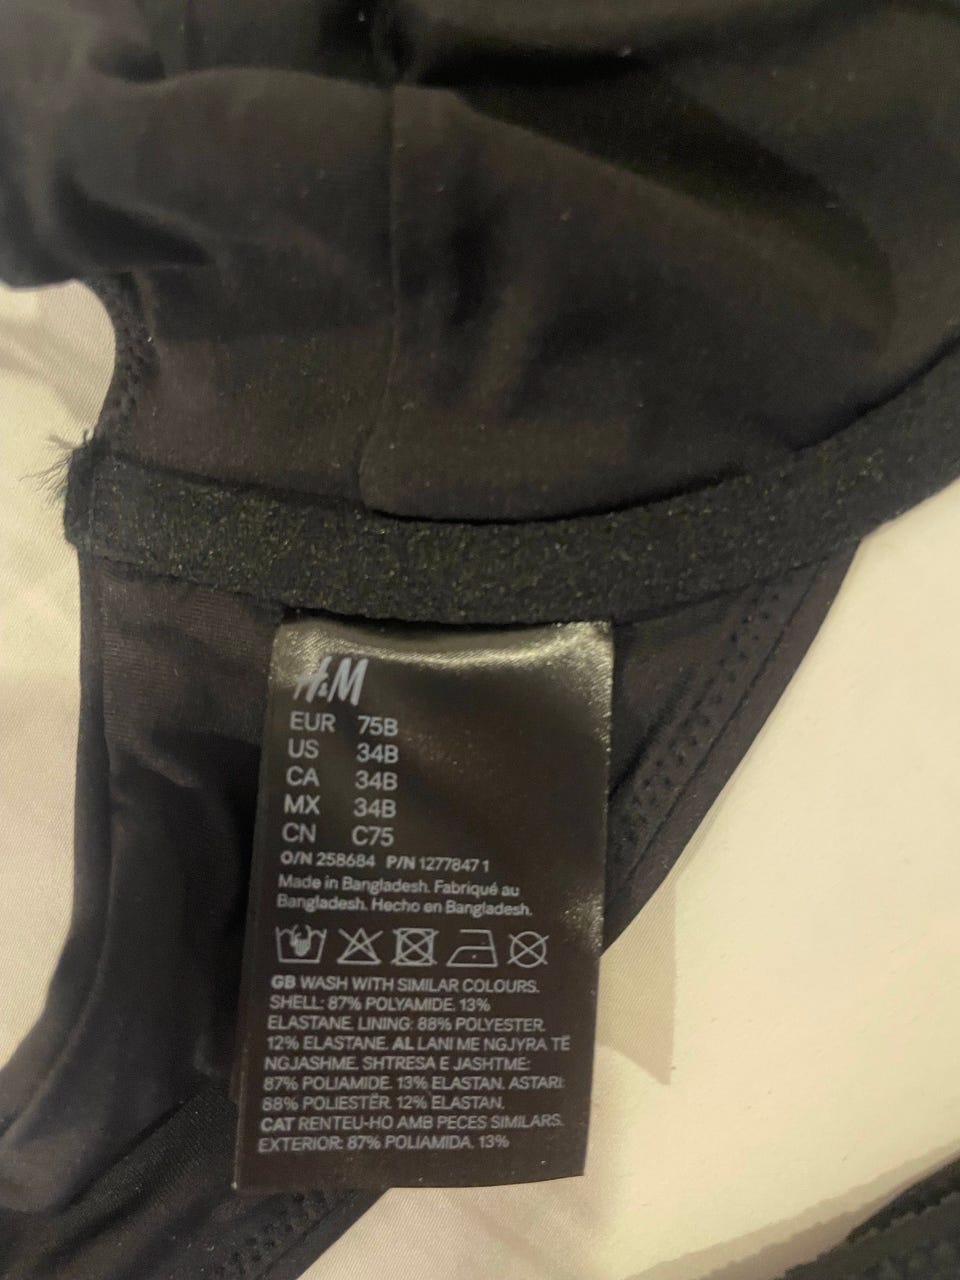 H&M
EUR 75B
US 34B
CA 34B
MX 34B
CN C75
O/N 258684 P/N 1277847 1
Made in Bangladesh. Fabriqué au
Bangladesh. Hecho en Bangladesh.
GB WASH WITH SIMILAR COLOURS.
SHELL: 87% POLYAMIDE. 13%
ELASTANE. LINING: 88% POLYESTER.
12% ELASTANE. AL LANI ME NGJYRA TË
NGJASHME. SHTRESA E JASHTME:
87% POLIAMIDE. 13% ELASTAN. ASTARI:
88% POLIESTËR. 12% ELASTAN.
CAT RENTEU-HO AMB PECES SIMILARS.
EXTERIOR: 87% POLIAMIDA. 13%